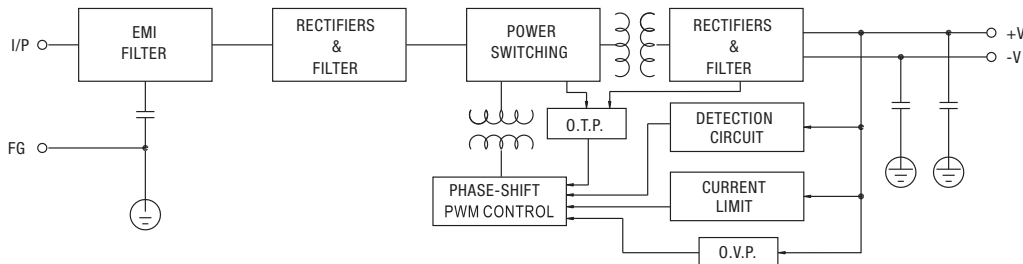 I/P
EMI
FILTER
RECTIFIERS
&
FILTER
POWER
SWITCHING
RECTIFIERS
&
FILTER
+V
-V
O.T.P.
DETECTION
CIRCUIT
FG
PHASE-SHIFT
PWM CONTROL
CURRENT
LIMIT
O.V.P.